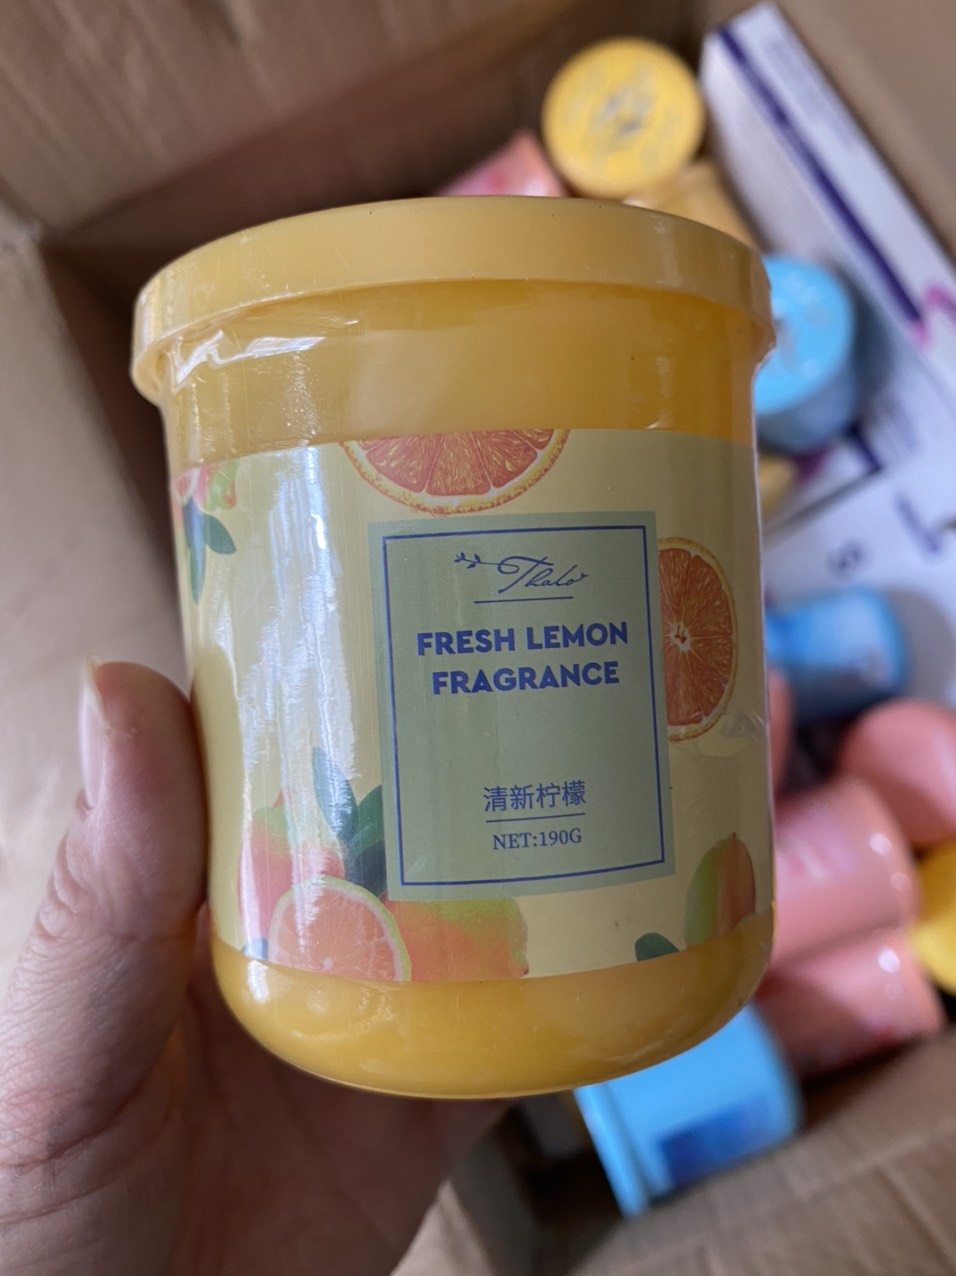 Thalo
FRESH LEMON
FRAGRANCE
清新柠檬
NET:190G